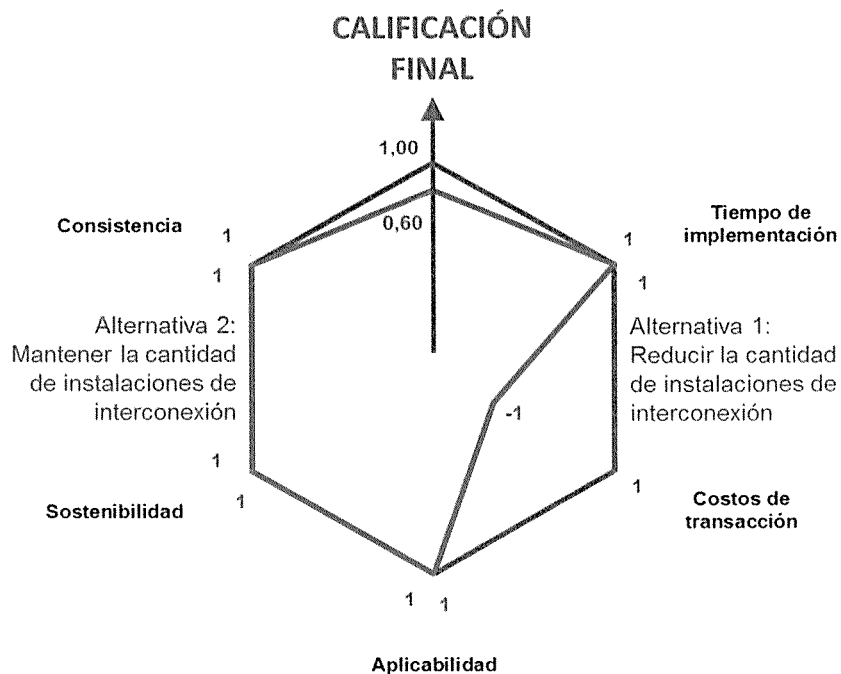 CALIFICACIÓN
FINAL
1,00
0,60
Consistencia
1
1
Tiempo de
implementación
1
1
Alternativa 2:
Mantener la cantidad
de instalaciones de
interconexión
Alternativa 1:
Reducir la cantidad
de instalaciones de
interconexión
-1
Sostenibilidad
1
1
1
Costos de
transacción
1
1
Aplicabilidad